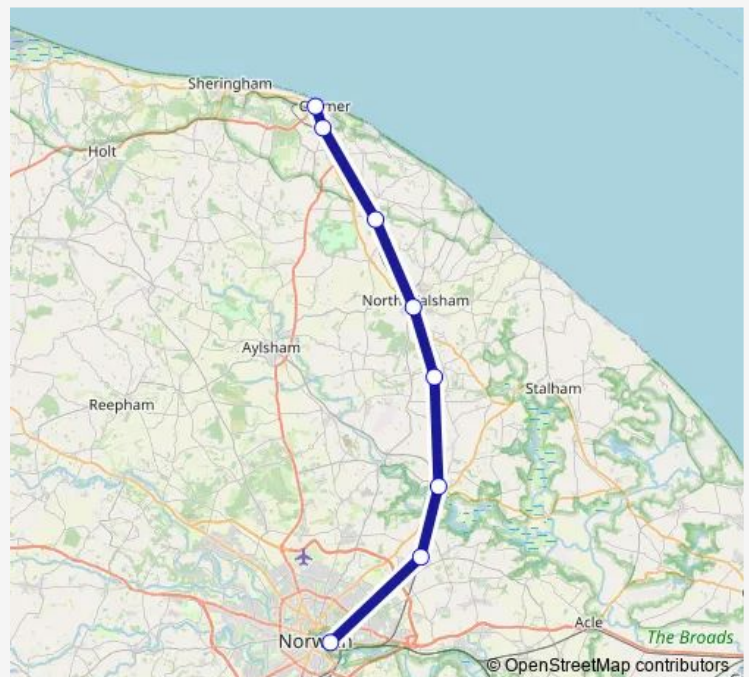 Sheringham
Holt
Aylsham
Stalham
Reepham
Acle
The Broads
© OpenStreetMap contributors